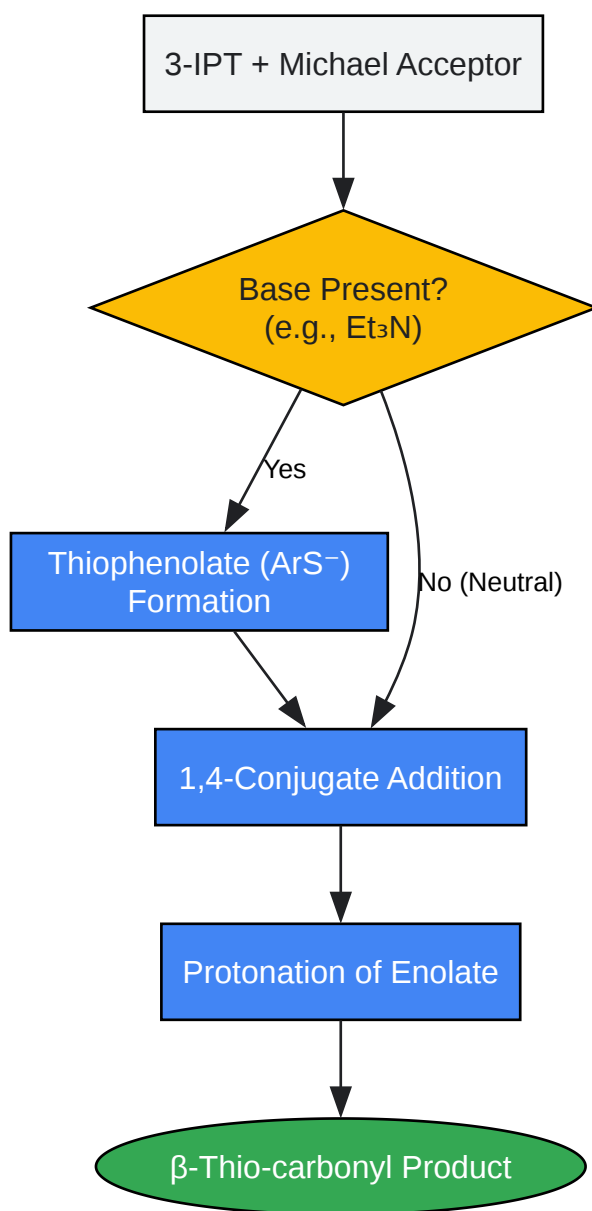 3-IPT + Michael Acceptor
Base Present?
(e.g., Et₃N)
Yes
Thiophenolate (ArS⁻)
Formation
No (Neutral)
1,4-Conjugate Addition
Protonation of Enolate
β-Thio-carbonyl Product